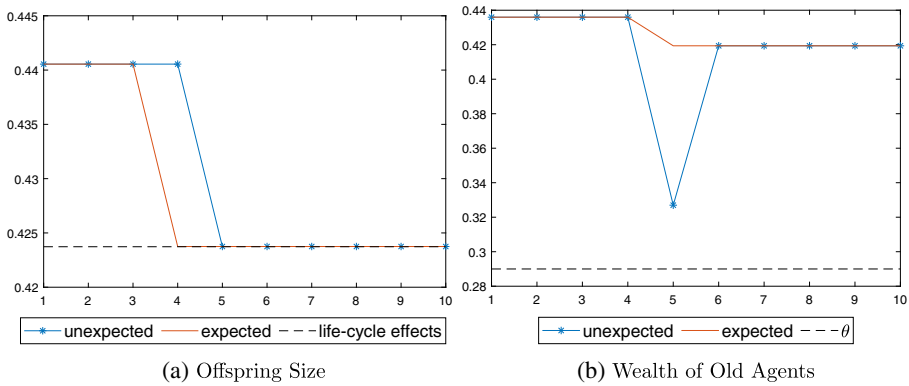 0.445
0.44
0.435
0.43
0.425
0.42
1 2 3 4 5 6 7 8 9 10
unexpected expected life-cycle effects
(a) Offspring Size
0.44
0.42
0.4
0.38
0.36
0.34
0.32
0.3
0.28
1 2 3 4 5 6 7 8 9 10
unexpected expected θ
(b) Wealth of Old Agents